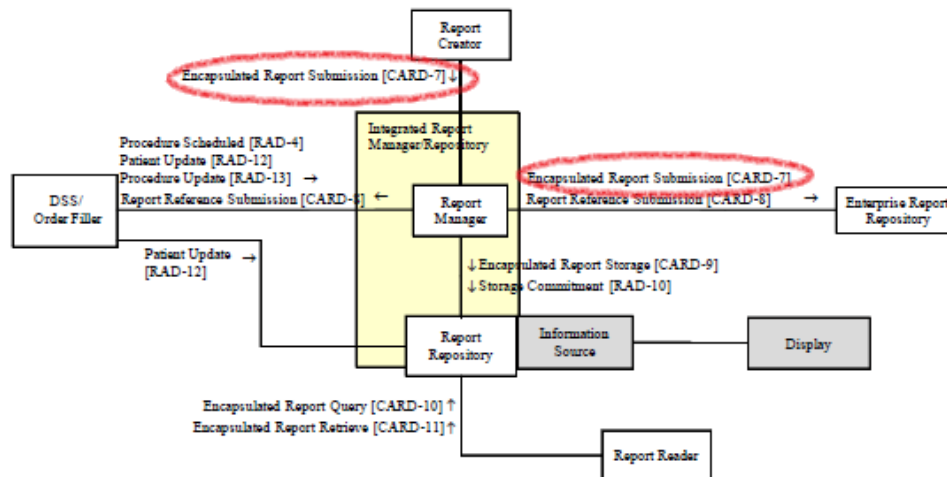 Report
Creator
Encapsulated Report Submission [CARD-7] ↓
Integrated Report
Manager/Repository
Procedure Scheduled [RAD-4]
Patient Update [RAD-12]
Procedure Update [RAD-13] →
Report Reference Submission [CARD-8] ←
DSS/
Order Filler
Report
Manager
Encapsulated Report Submission [CARD-7]
Report Reference Submission [CARD-8] →
Enterprise Report
Repository
Patient Update →
[RAD-12]
↓ Encapsulated Report Storage [CARD-9]
↓ Storage Commitment [RAD-10]
Report
Repository
Information
Source
Display
Encapsulated Report Query [CARD-10] ↑
Encapsulated Report Retrieve [CARD-11] ↑
Report Reader